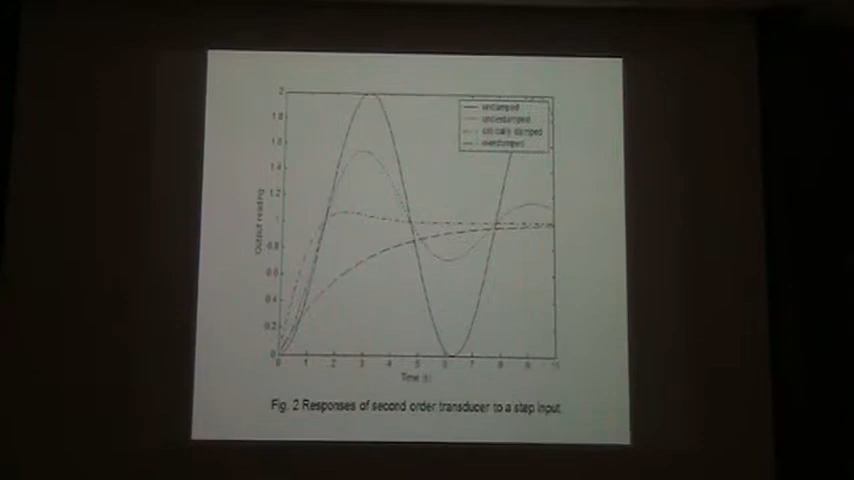 2
1.8
1.6
1.4
1.2
1
0.8
0.6
0.4
0.2
0
Output reading
undamped
underdamped
critically damped
overdamped
0 1 2 3 4 5 6 7 8 9 10
Time (s)
Fig. 2 Responses of second order transducer to a step input.